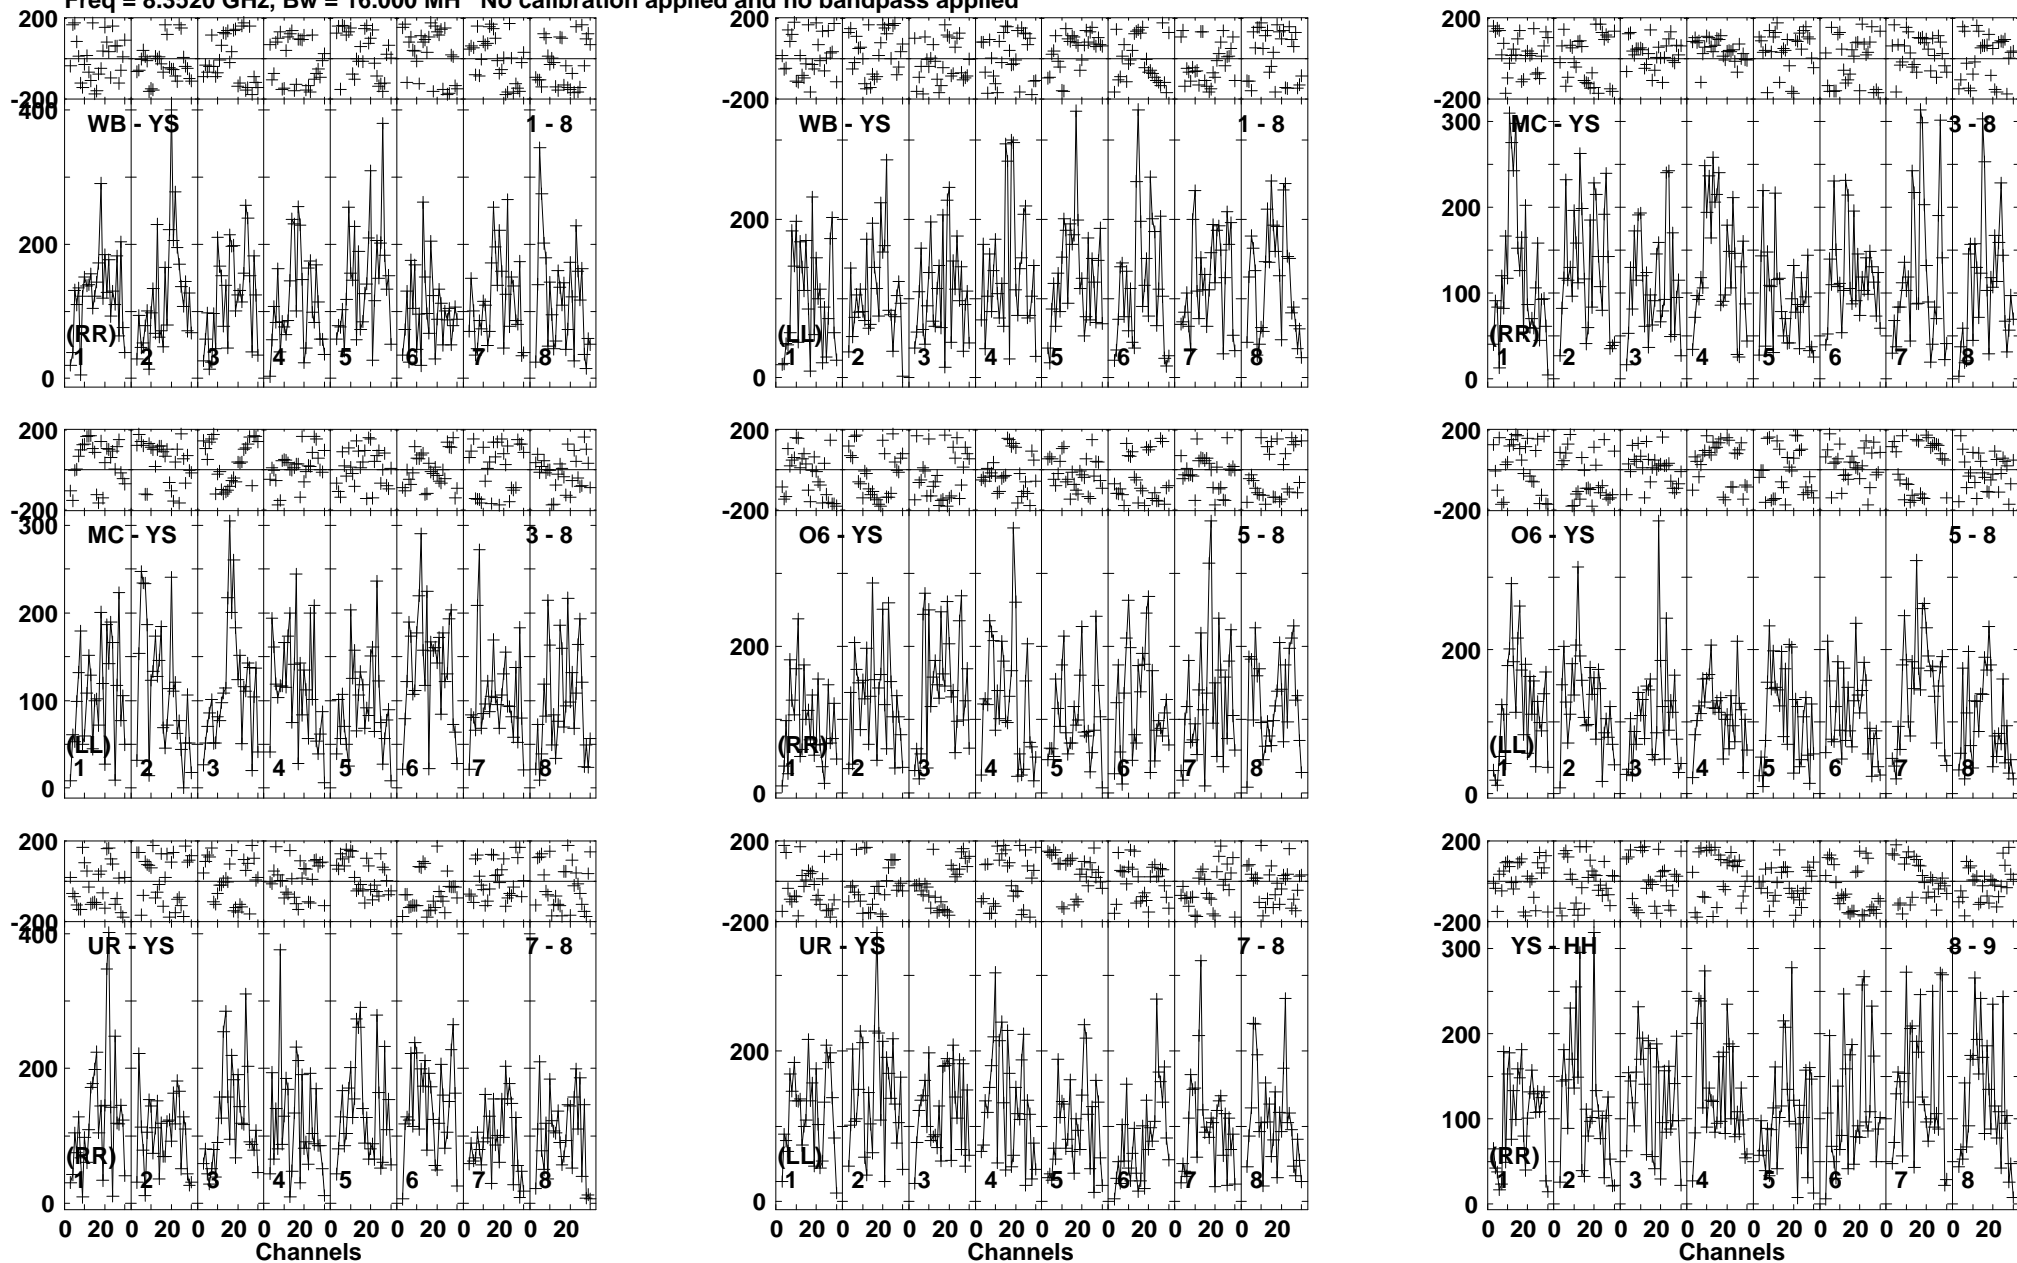 Freq = 8.3520 GHz, Bw = 16.000 MH No calibration applied and no bandpass applied
200 200 200
-200 -200 -200
400 WB - YS 1 - 8 WB - YS 1 - 8 300 MC - YS 3 - 8
200 200 200
100
(RR) (LL) (RR)
1 2 3 4 5 6 7 8 1 2 3 4 5 6 7 8 1 2 3 4 5 6 7 8
0 0 0
200 200 200
-200 -200 -200
300 MC - YS 3 - 8 O6 - YS 5 - 8 O6 - YS 5 - 8
200 200 200
100
(LL) (RR) (LL)
1 2 3 4 5 6 7 8 1 2 3 4 5 6 7 8 1 2 3 4 5 6 7 8
0 0 0
200 200 200
-200 -200 -200
400 UR - YS 7 - 8 UR - YS 7 - 8 300 YS - HH 8 - 9
200 200 200
100
(RR) (LL) (RR)
1 2 3 4 5 6 7 8 1 2 3 4 5 6 7 8 1 2 3 4 5 6 7 8
0 0 0
0 20 0 20 0 20 0 20 0 20 0 20 0 20 0 20 0 20 0 20 0 20 0 20 0 20 0 20 0 20 0 20 0 20 0 20 0 20 0 20 0 20 0 20 0 20 0 20
Channels Channels Channels